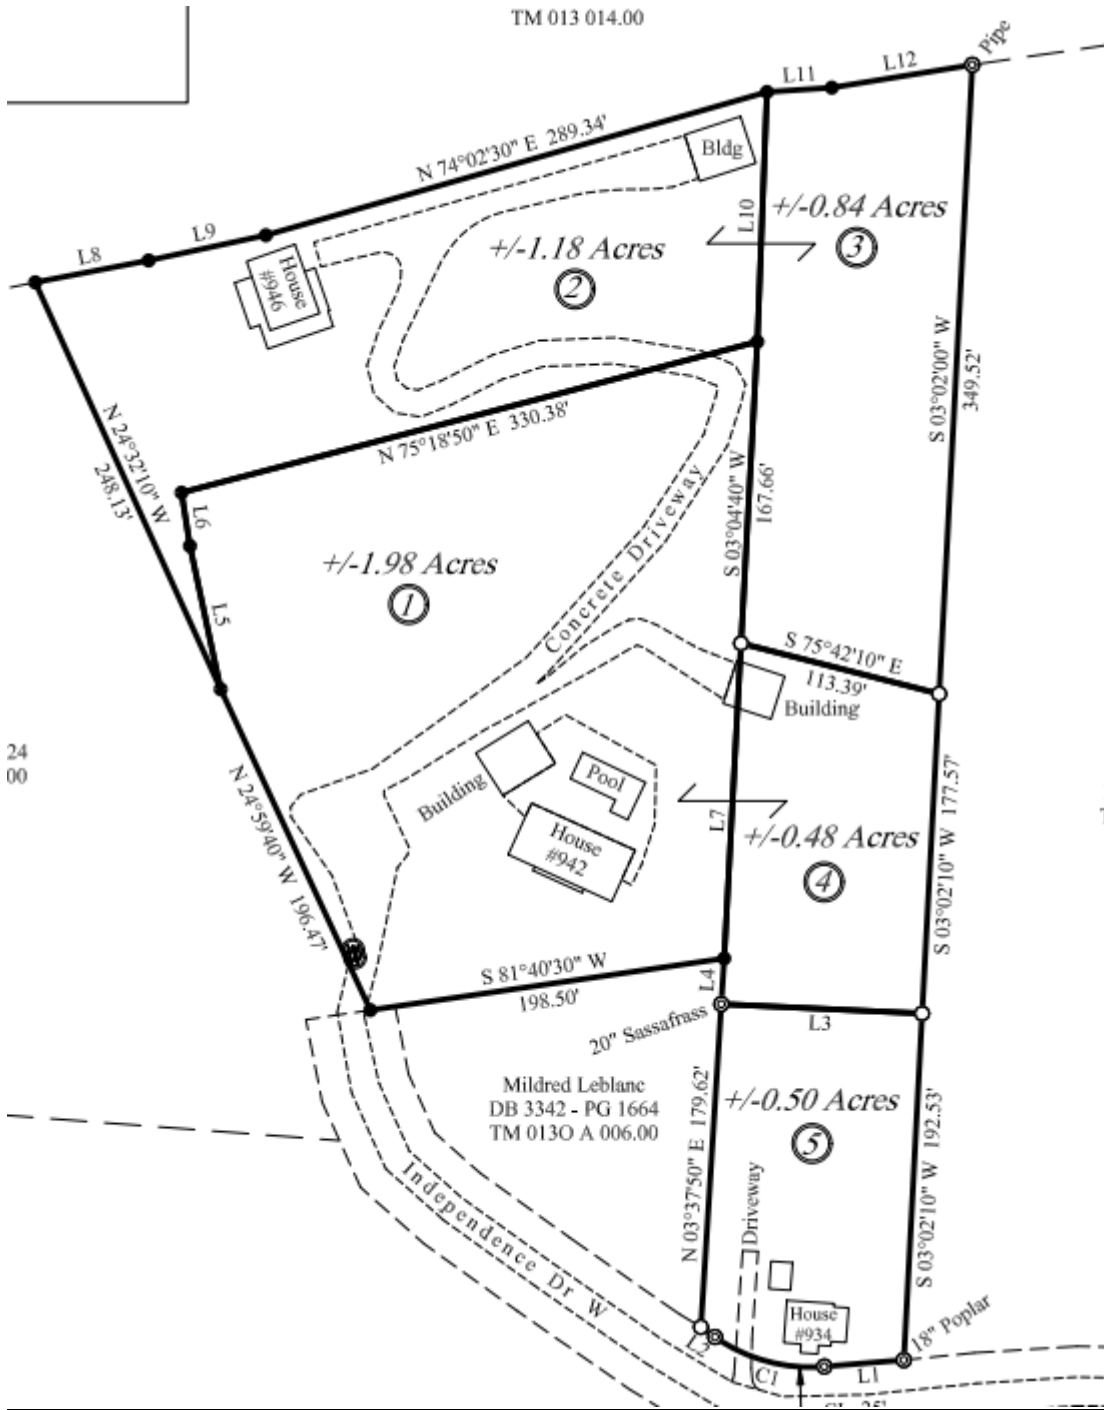 TM 013 014.00
Pipe
L11
L12
N 74°02'30" E 289.34'
Bldg
L10
+/-0.84 Acres
3
L8
L9
House
#946
+/-1.18 Acres
2
S 03°02'00" W
349.52'
N 24°32'10" W
248.13'
N 75°18'50" E 330.38'
L6
L5
S 03°04'40" W
167.66'
Concrete Driveway
+/-1.98 Acres
1
S 75°42'10" E
113.39'
Building
24
00
N 24°59'40" W 196.47'
Building
Pool
House
#942
L7
+/-0.48 Acres
4
S 03°02'10" W 177.57'
S 81°40'30" W
198.50'
L4
20" Sassafrass
L3
Mildred Leblanc
DB 3342 - PG 1664
TM 013O A 006.00
N 03°37'50" E 179.62'
+/-0.50 Acres
5
S 03°02'10" W 192.53'
Independence Dr W
Driveway
House
#934
L2
C1
L1
18" Poplar